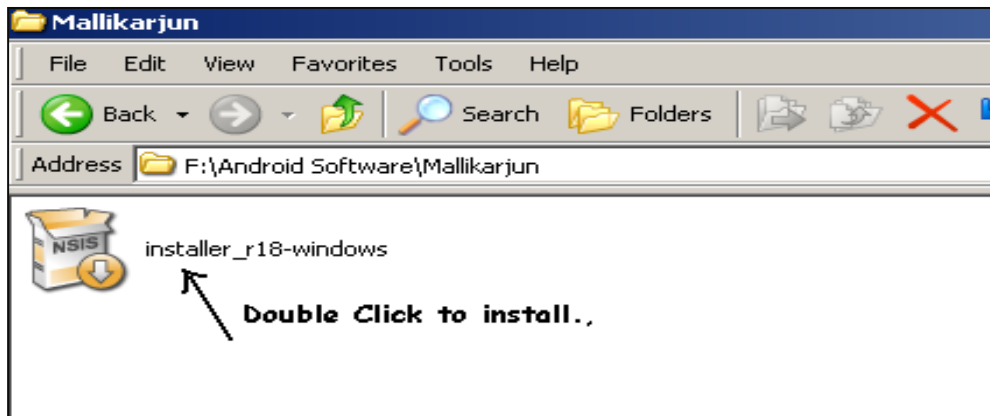 Mallikarjun
File Edit View Favorites Tools Help
Back Search Folders
Address F:\Android Software\Mallikarjun
NSIS
installer_r18-windows
Double Click to install.,